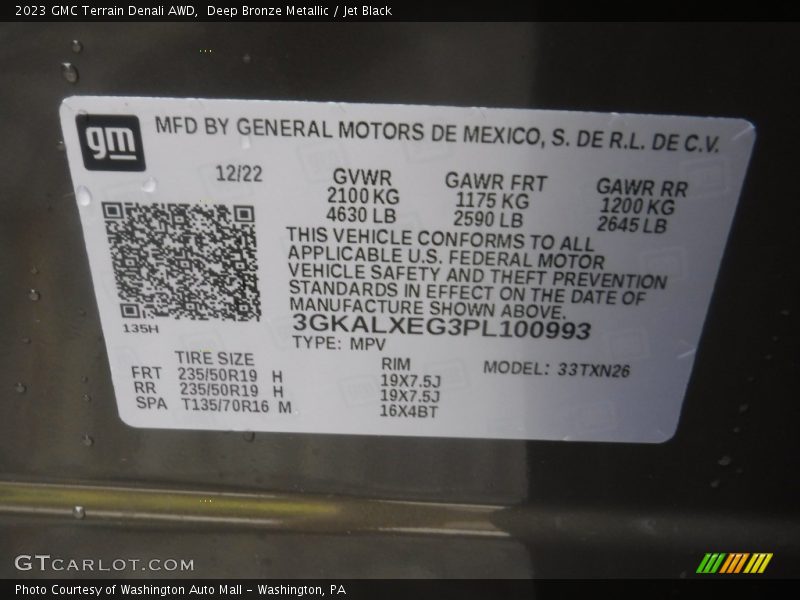 2023 GMC Terrain Denali AWD,  Deep Bronze Metallic / Jet Black
gm
MFD BY GENERAL MOTORS DE MEXICO, S. DE R.L. DE C.V.
12/22
GVWR
2100 KG
4630 LB
GAWR FRT
1175 KG
2590 LB
GAWR RR
1200 KG
2645 LB
THIS VEHICLE CONFORMS TO ALL
APPLICABLE U.S. FEDERAL MOTOR
VEHICLE SAFETY AND THEFT PREVENTION
STANDARDS IN EFFECT ON THE DATE OF
MANUFACTURE SHOWN ABOVE.
3GKALXEG3PL100993
TYPE: MPV
135H
TIRE SIZE
FRT 235/50R19 H
RR 235/50R19 H
SPA T135/70R16 M
RIM
19X7.5J
19X7.5J
16X4BT
MODEL: 33TXN26
GTCARLOT.COM
Photo Courtesy of Washington Auto Mall - Washington, PA